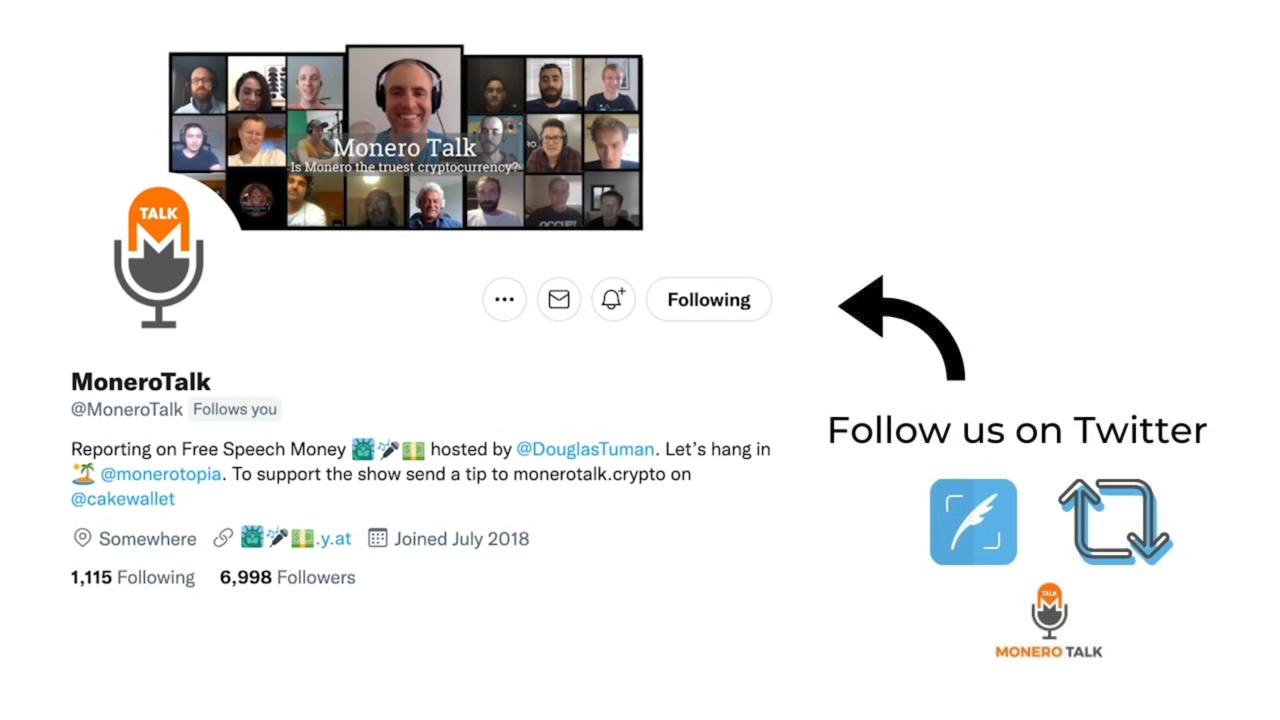 Monero Talk
Is Monero the truest cryptocurrency?
OCCUPY
TALK
Following
MoneroTalk
@MoneroTalk Follows you
Reporting on Free Speech Money 🗽🎤💵 hosted by @DouglasTuman. Let’s hang in
🏝️ @monerotopia. To support the show send a tip to monerotalk.crypto on
@cakewallet
Somewhere 🗽🎤💵.y.at Joined July 2018
1,115 Following 6,998 Followers
Follow us on Twitter
TALK
MONERO TALK